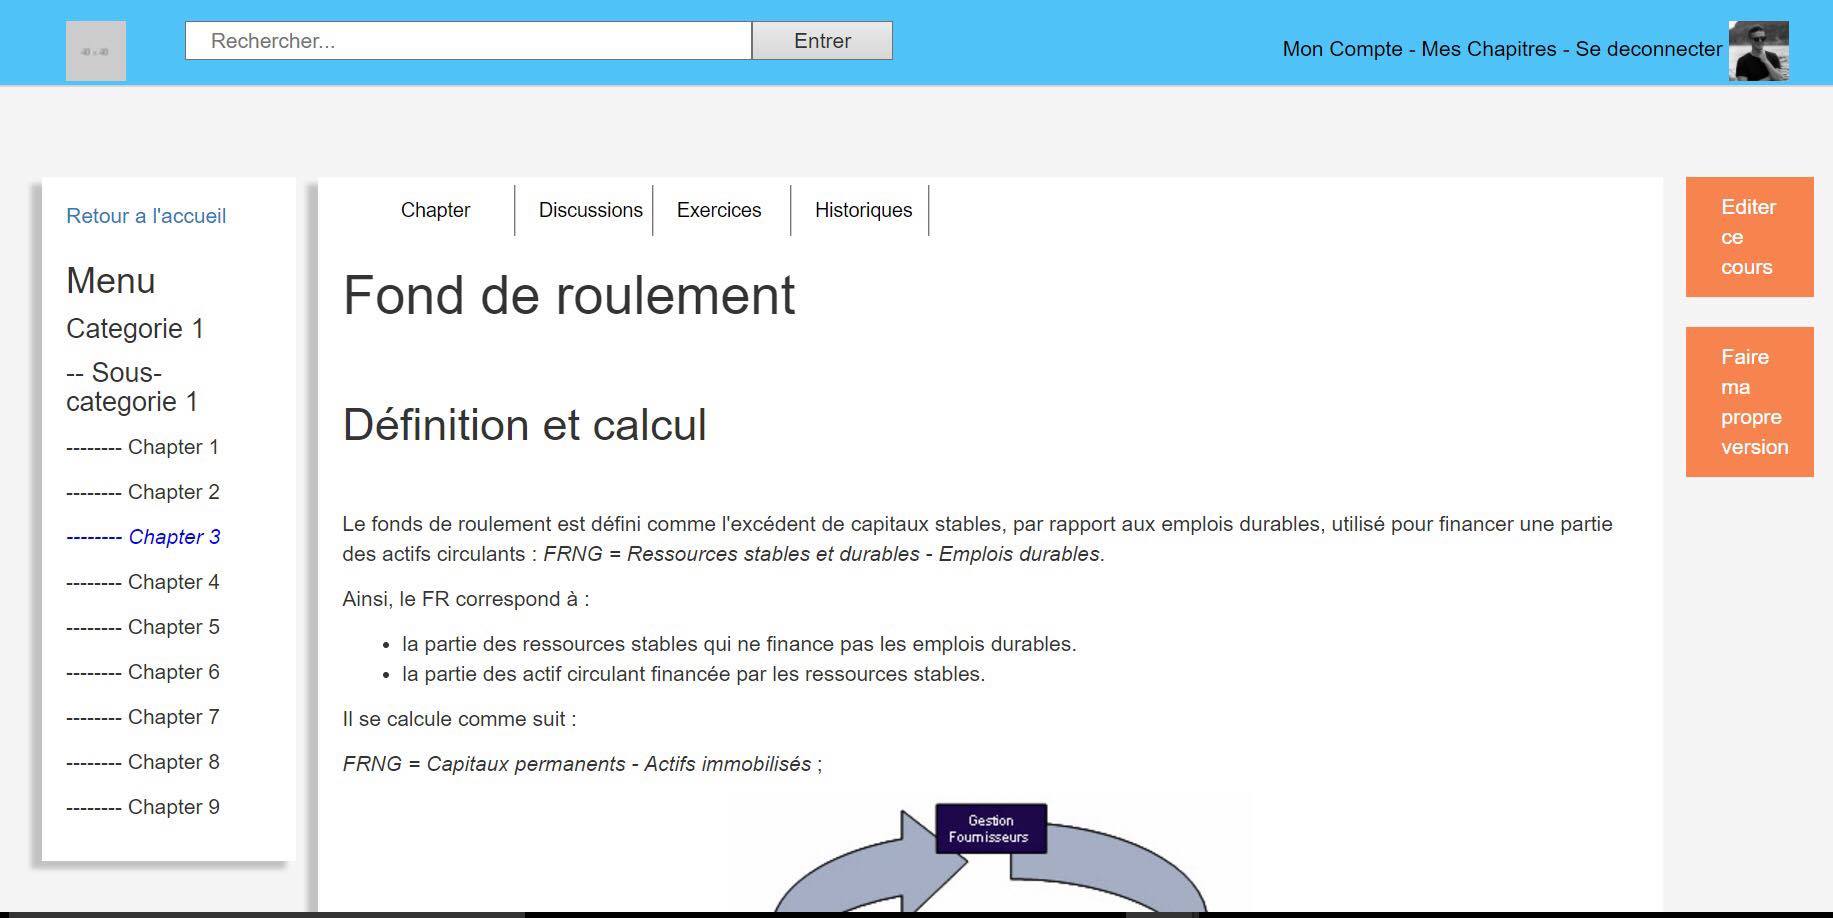 40 x 40
Rechercher...
Entrer
Mon Compte - Mes Chapitres - Se deconnecter
Retour a l'accueil
Menu
Categorie 1
-- Sous-
categorie 1
-------- Chapter 1
-------- Chapter 2
-------- Chapter 3
-------- Chapter 4
-------- Chapter 5
-------- Chapter 6
-------- Chapter 7
-------- Chapter 8
-------- Chapter 9
Chapter
Discussions
Exercices
Historiques
Fond de roulement
Définition et calcul
Le fonds de roulement est défini comme l'excédent de capitaux stables, par rapport aux emplois durables, utilisé pour financer une partie
des actifs circulants : FRNG = Ressources stables et durables - Emplois durables.
Ainsi, le FR correspond à :
• la partie des ressources stables qui ne finance pas les emplois durables.
• la partie des actif circulant financée par les ressources stables.
Il se calcule comme suit :
FRNG = Capitaux permanents - Actifs immobilisés ;
Gestion
Fournisseurs
Editer
ce
cours
Faire
ma
propre
version